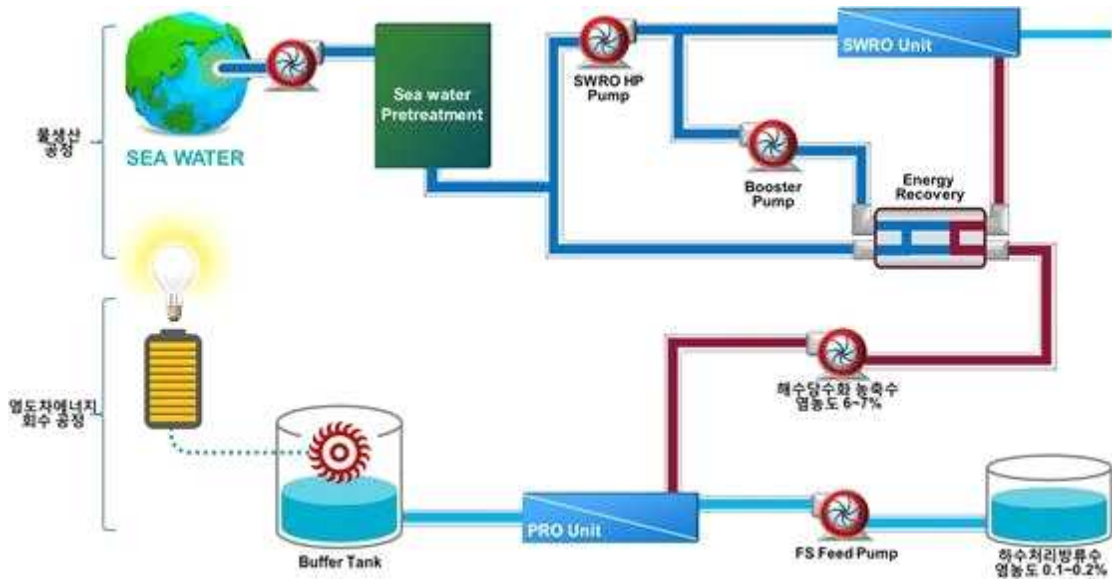 SWRO Unit
SWRO HP
Pump
Sea water
Pretreatment
물생산
공정
SEA WATER
Booster
Pump
Energy
Recovery
해수담수화 농축수
염농도 6~7%
염도차에너지
회수 공정
PRO Unit
Buffer Tank
FS Feed Pump
하수처리방류수
염농도 0.1~0.2%